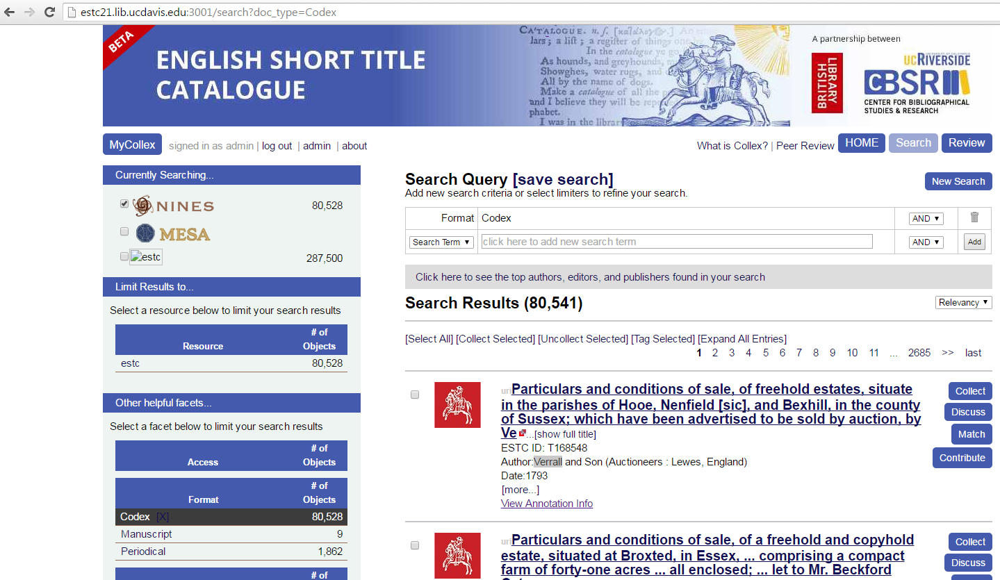 estc21.lib.ucdavis.edu:3001/search?doc_type=Codex
BETA
ENGLISH SHORT TITLE
CATALOGUE
CA'TALOGUE. n. f. [καλάλογ@.] An
lars; a lift; a regifter of things one
In the catalogue ye go
As hounds, and greyhounds,
Showghes, water rugs, and
All by the name of dogs.
Make a catalogue of all the
and I believe they will be
phabet.
I was in the
A partnership between
BRITISH
LIBRARY
UCRIVERSIDE
CBSR
CENTER FOR BIBLIOGRAPHICAL
STUDIES & RESEARCH
MyCollex signed in as admin | log out | admin | about
What is Collex? | Peer Review HOME Search Review
Currently Searching...
NINES 80,528
MESA
estc 287,500
Limit Results to...
Select a resource below to limit your search results
Resource # of Objects
estc 80,528
Other helpful facets...
Select a facet below to limit your search results
Access # of Objects
Format # of Objects
Codex [X] 80,528
Manuscript 9
Periodical 1,862
# of
Search Query [save search]
New Search
Add new search criteria or select limiters to refine your search.
Format Codex AND
Search Term click here to add new search term AND Add
Click here to see the top authors, editors, and publishers found in your search
Search Results (80,541)
Relevancy
[Select All] [Collect Selected] [Uncollect Selected] [Tag Selected] [Expand All Entries]
1 2 3 4 5 6 7 8 9 10 11 ... 2685 >> last
uriParticulars and conditions of sale, of freehold estates, situate
in the parishes of Hooe, Nenfield [sic], and Bexhill, in the county
of Sussex; which have been advertised to be sold by auction, by
Ve...[show full title]
ESTC ID: T168548
Author:Verrall and Son (Auctioneers : Lewes, England)
Date:1793
[more...]
View Annotation Info
Collect
Discuss
Match
Contribute
uriParticulars and conditions of sale, of a freehold and copyhold
estate, situated at Broxted, in Essex, ... comprising a compact
farm of forty-one acres ... all enclosed; ... let to Mr. Beckford
Collect
Discuss